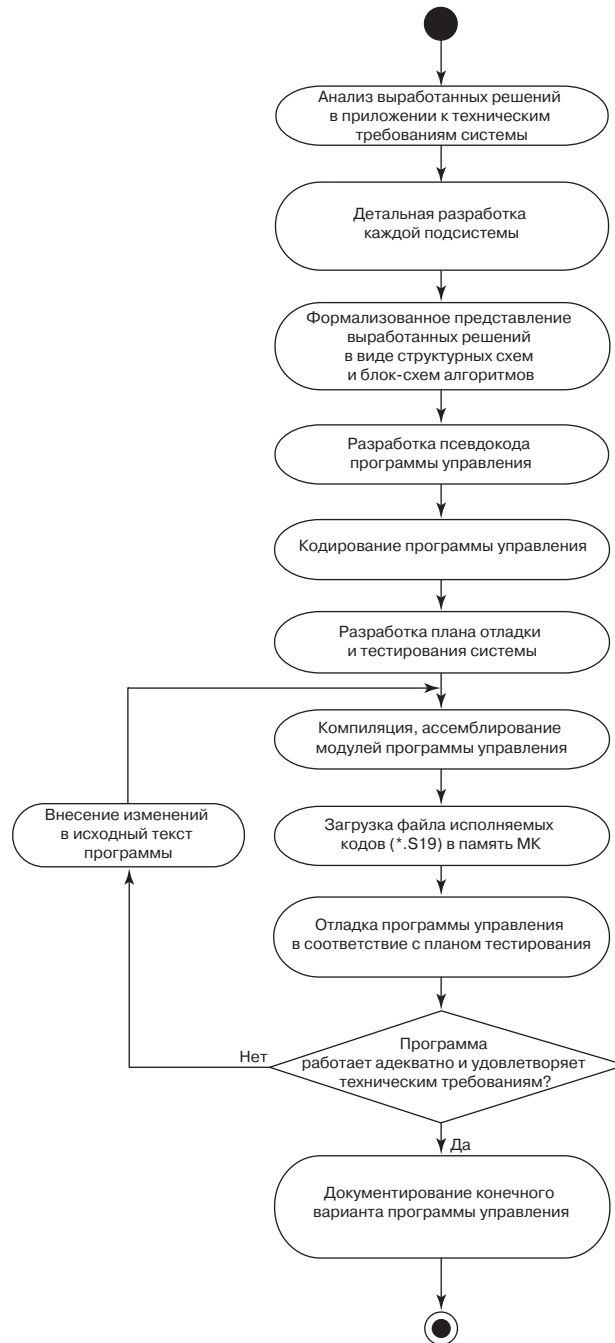 Анализ выработанных решений
в приложении к техническим
требованиям системы
Детальная разработка
каждой подсистемы
Формализованное представление
выработанных решений
в виде структурных схем
и блок-схем алгоритмов
Разработка псевдокода
программы управления
Кодирование программы управления
Разработка плана отладки
и тестирования системы
Компиляция, ассемблирование
модулей программы управления
Внесение изменений
в исходный текст
программы
Загрузка файла исполняемых
кодов (*.S19) в память МК
Отладка программы управления
в соответствие с планом тестирования
Программа
работает адекватно и удовлетворяет
техническим требованиям?
Нет
Да
Документирование конечного
варианта программы управления